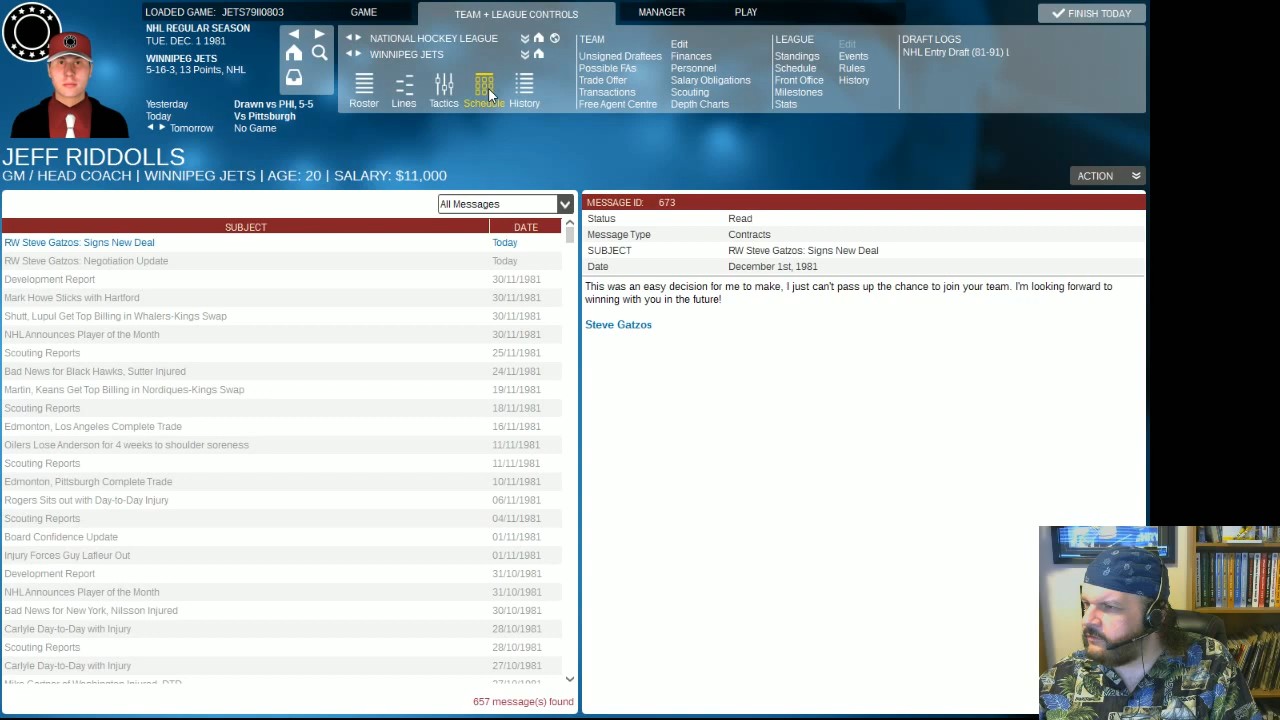 LOADED GAME: JETS79II0803
GAME
TEAM + LEAGUE CONTROLS
MANAGER
PLAY
FINISH TODAY
NHL REGULAR SEASON
TUE. DEC. 1 1981
WINNIPEG JETS
5-16-3, 13 Points, NHL
Yesterday Drawn vs PHI, 5-5
Today Vs Pittsburgh
Tomorrow No Game
NATIONAL HOCKEY LEAGUE
WINNIPEG JETS
Roster Lines Tactics Schedule History
TEAM
Unsigned Draftees
Possible FAs
Trade Offer
Transactions
Free Agent Centre
Edit
Finances
Personnel
Salary Obligations
Scouting
Depth Charts
LEAGUE
Standings
Schedule
Front Office
Milestones
Stats
Edit
Events
Rules
History
DRAFT LOGS
NHL Entry Draft (81-91) l
JEFF RIDDOLLS
GM / HEAD COACH | WINNIPEG JETS | AGE: 20 | SALARY: $11,000
ACTION
All Messages
SUBJECT DATE
RW Steve Gatzos: Signs New Deal Today
RW Steve Gatzos: Negotiation Update Today
Development Report 30/11/1981
Mark Howe Sticks with Hartford 30/11/1981
Shutt, Lupul Get Top Billing in Whalers-Kings Swap 30/11/1981
NHL Announces Player of the Month 30/11/1981
Scouting Reports 25/11/1981
Bad News for Black Hawks, Sutter Injured 24/11/1981
Martin, Keans Get Top Billing in Nordiques-Kings Swap 19/11/1981
Scouting Reports 18/11/1981
Edmonton, Los Angeles Complete Trade 16/11/1981
Oilers Lose Anderson for 4 weeks to shoulder soreness 11/11/1981
Scouting Reports 11/11/1981
Edmonton, Pittsburgh Complete Trade 10/11/1981
Rogers Sits out with Day-to-Day Injury 06/11/1981
Scouting Reports 04/11/1981
Board Confidence Update 01/11/1981
Injury Forces Guy Lafleur Out 01/11/1981
Development Report 31/10/1981
NHL Announces Player of the Month 31/10/1981
Bad News for New York, Nilsson Injured 30/10/1981
Carlyle Day-to-Day with Injury 28/10/1981
Scouting Reports 28/10/1981
Carlyle Day-to-Day with Injury 27/10/1981
Mike Gartner of Washington Injured, DTD 27/10/1981
657 message(s) found
MESSAGE ID: 673
Status Read
Message Type Contracts
SUBJECT RW Steve Gatzos: Signs New Deal
Date December 1st, 1981
This was an easy decision for me to make, I just can't pass up the chance to join your team. I'm looking forward to
winning with you in the future!
Steve Gatzos